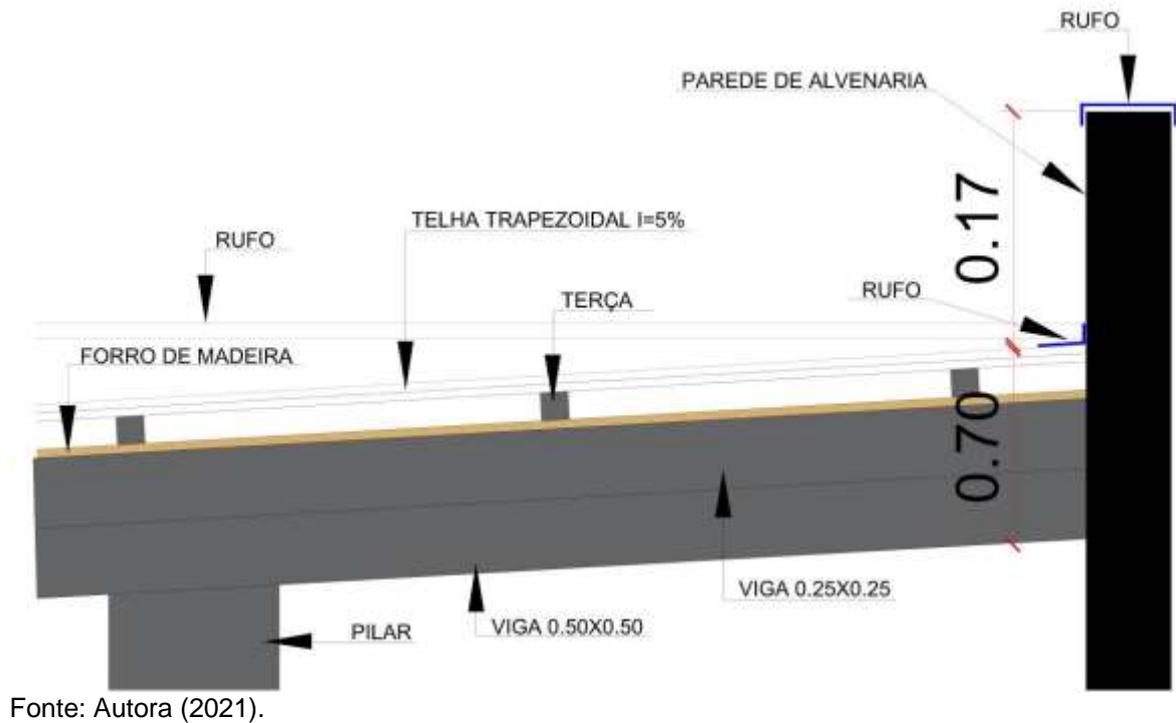 RUFO
PAREDE DE ALVENARIA
0.17
TELHA TRAPEZOIDAL I=5%
RUFO
RUFO
TERÇA
FORRO DE MADEIRA
0.70
VIGA 0.25X0.25
VIGA 0.50X0.50
PILAR
Fonte: Autora (2021).